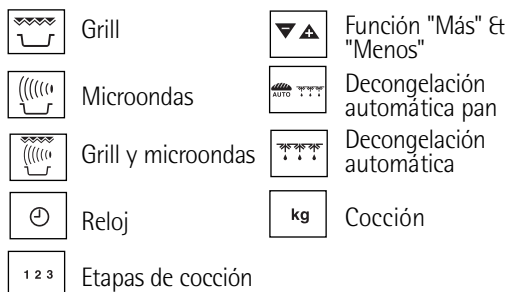 Grill
Microondas
Grill y microondas
Reloj
1 2 3 Etapas de cocción
Función "Más" &
"Menos"
AUTO Decongelación
automática pan
Decongelación
automática
kg Cocción